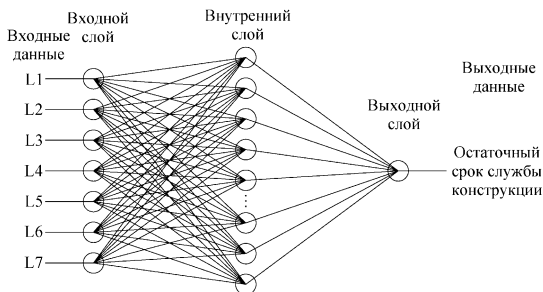 Входные
данные
Входной
слой
Внутренний
слой
Выходной
слой
Выходные
данные
L1
L2
L3
L4
L5
L6
L7
Остаточный
срок службы
конструкции